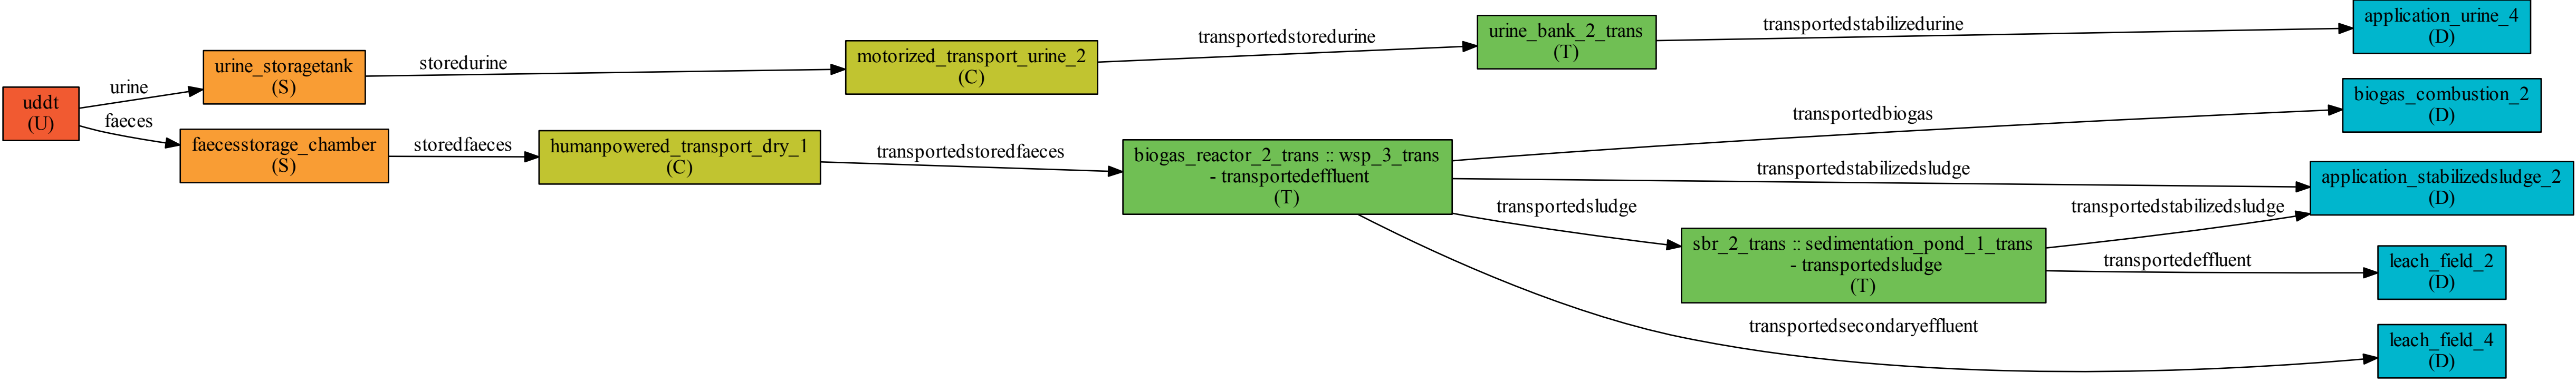 uddt
(U)
urine
faeces
urine_storagetank
(S)
faecesstorage_chamber
(S)
storedurine
storedfaeces
motorized_transport_urine_2
(C)
humanpowered_transport_dry_1
(C)
transportedstoredurine
transportedstoredfaeces
urine_bank_2_trans
(T)
biogas_reactor_2_trans :: wsp_3_trans
- transportedeffluent
(T)
transportedstabilizedurine
transportedbiogas
transportedstabilizedsludge
transportedsludge
sbr_2_trans :: sedimentation_pond_1_trans
- transportedsludge
(T)
transportedstabilizedsludge
transportedeffluent
transportedsecondaryeffluent
application_urine_4
(D)
biogas_combustion_2
(D)
application_stabilizedsludge_2
(D)
leach_field_2
(D)
leach_field_4
(D)